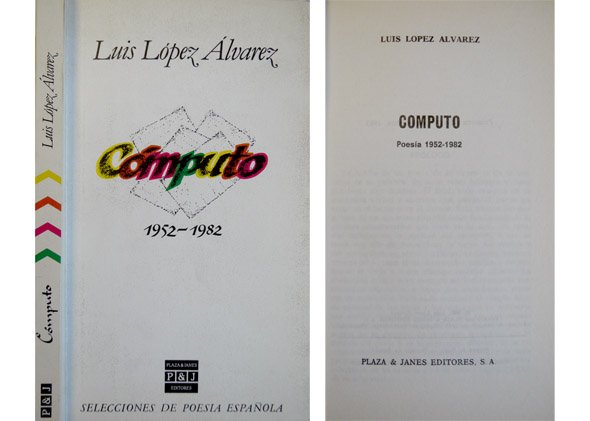 Luis López Álvarez
Cómputo
P&J
Luis López Álvarez
Cómputo
1952-1982
PLAZA & JANES
P&J
EDITORES
SELECCIONES DE POESIA ESPAÑOLA
LUIS LOPEZ ALVAREZ
COMPUTO
Poesía 1952-1982
PLAZA & JANES EDITORES, S. A.